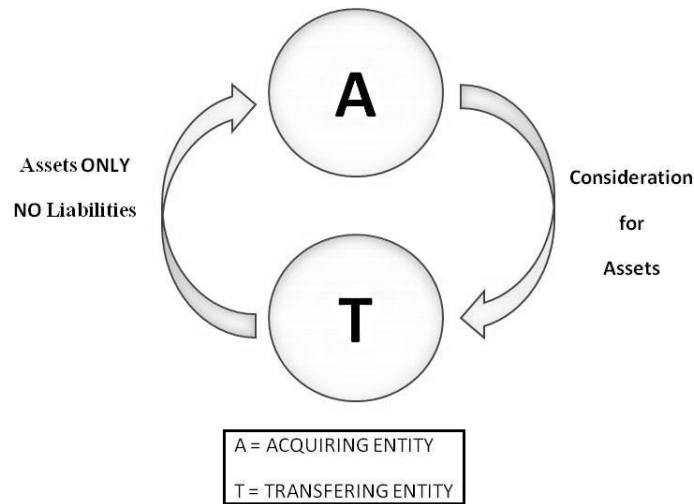 A
Assets ONLY
NO Liabilities
Consideration
for
Assets
T
A = ACQUIRING ENTITY
T = TRANSFERING ENTITY